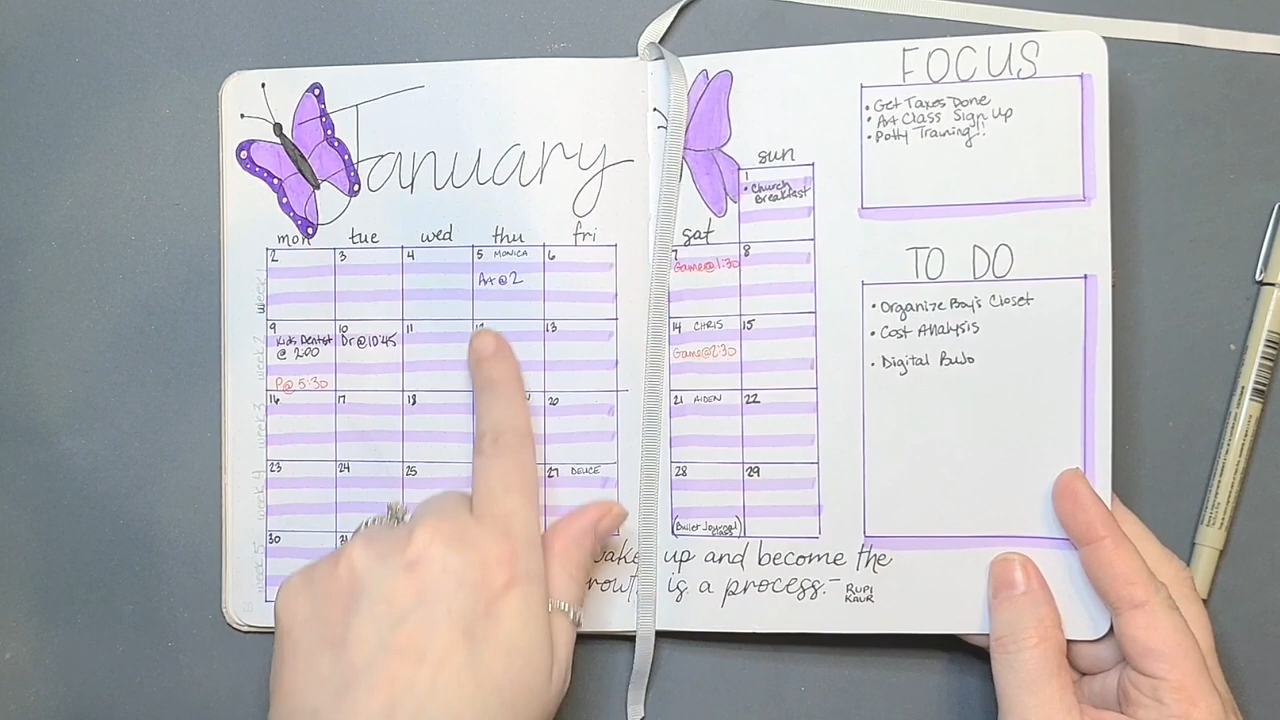 January
mon tue wed thu fri
2 3 4 5 MONICA 6
Art @ 2
week 1
9 10 11 12 13
Kids Dentist Dr @ 10:45
@ 2:00
P @ 5:30
week 2
16 17 18 20
week 3
23 24 25 27
week 4
30 31
week 5
sat sun
1
• Church
Breakfast
7 8
Game @ 1:30
14 CHRIS 15
Game @ 2:30
21 AIDEN 22
28 29
(Bullet Journal
class)
up and become the
is a process.-
RUPI
KAUR
FOCUS
• Get Taxes Done
• Art Class Sign Up
• Potty Training!!
TO DO
• Organize Boy's Closet
• Cost Analysis
• Digital BuJo